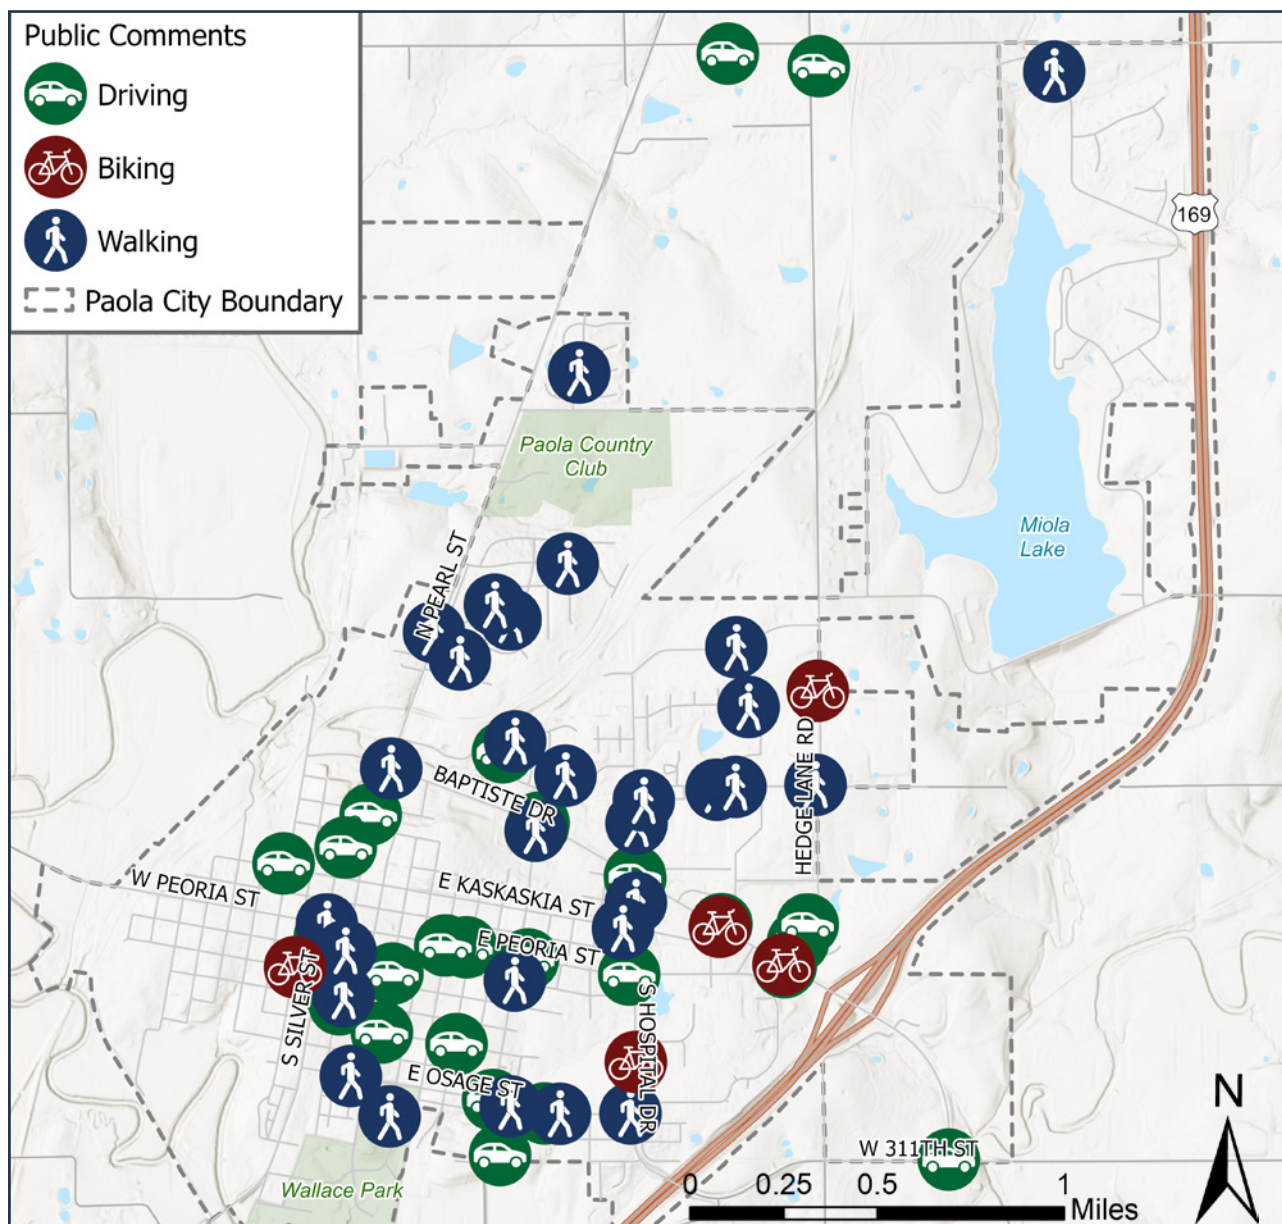 Public Comments
Driving
Biking
Walking
Paola City Boundary
169
Paola Country
Club
Miola
Lake
N PEARL ST
HEDGE LANE RD
BAPTISTE DR
W PEORIA ST
E KASKASKIA ST
E PEORIA ST
S SILVER ST
S HOSPITAL DR
E OSAGE ST
W 311TH ST
Wallace Park
N
0 0.25 0.5 1
Miles